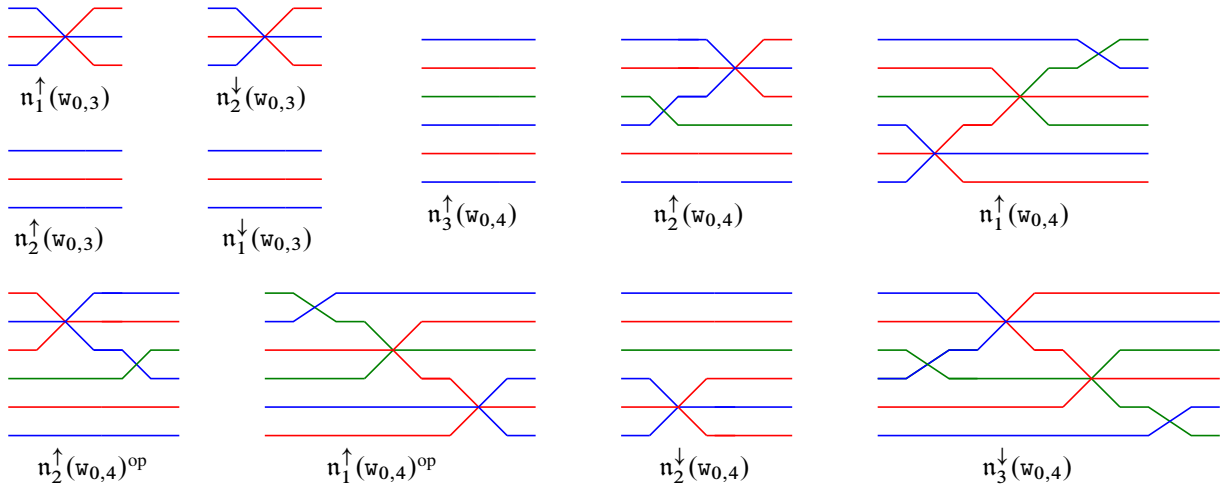 𝔫₁^↑(w₀,₃) 𝔫₂^↓(w₀,₃)
𝔫₃^↑(w₀,₄) 𝔫₂^↑(w₀,₄) 𝔫₁^↑(w₀,₄)
𝔫₂^↑(w₀,₃) 𝔫₁^↓(w₀,₃)
𝔫₂^↑(w₀,₄)^op 𝔫₁^↑(w₀,₄)^op 𝔫₂^↓(w₀,₄) 𝔫₃^↓(w₀,₄)